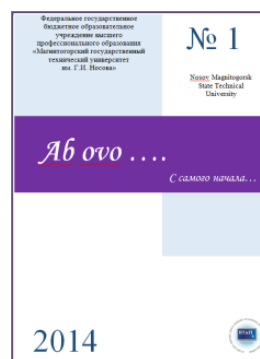 Федеральное государственное
бюджетное образовательное
учреждение высшего
профессионального образования
«Магнитогорский государственный
технический университет
им. Г.И. Носова»
№ 1
Nosov Magnitogorsk
State Technical
University
Ab ovo ....
С самого начала...
2014